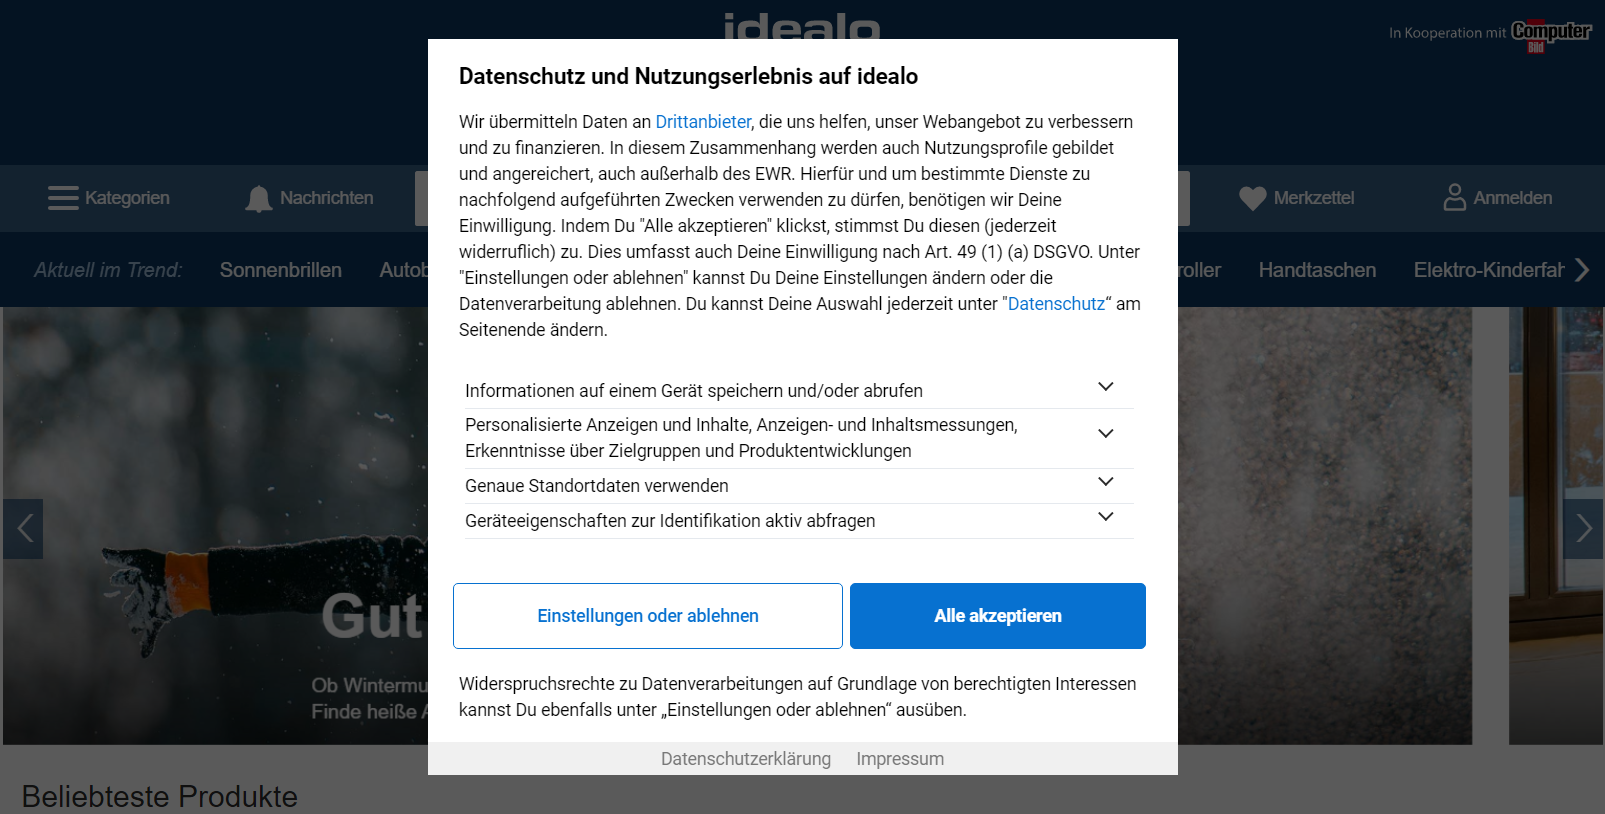 idealo
In Kooperation mit Computer Bild
Datenschutz und Nutzungserlebnis auf idealo
Wir übermitteln Daten an Drittanbieter, die uns helfen, unser Webangebot zu verbessern
und zu finanzieren. In diesem Zusammenhang werden auch Nutzungsprofile gebildet
und angereichert, auch außerhalb des EWR. Hierfür und um bestimmte Dienste zu
nachfolgend aufgeführten Zwecken verwenden zu dürfen, benötigen wir Deine
Einwilligung. Indem Du "Alle akzeptieren" klickst, stimmst Du diesen (jederzeit
widerruflich) zu. Dies umfasst auch Deine Einwilligung nach Art. 49 (1) (a) DSGVO. Unter
"Einstellungen oder ablehnen" kannst Du Deine Einstellungen ändern oder die
Datenverarbeitung ablehnen. Du kannst Deine Auswahl jederzeit unter "Datenschutz“ am
Seitenende ändern.
Informationen auf einem Gerät speichern und/oder abrufen
Personalisierte Anzeigen und Inhalte, Anzeigen- und Inhaltsmessungen,
Erkenntnisse über Zielgruppen und Produktentwicklungen
Genaue Standortdaten verwenden
Geräteeigenschaften zur Identifikation aktiv abfragen
Einstellungen oder ablehnen
Alle akzeptieren
Widerspruchsrechte zu Datenverarbeitungen auf Grundlage von berechtigten Interessen
kannst Du ebenfalls unter „Einstellungen oder ablehnen“ ausüben.
Datenschutzerklärung Impressum
Kategorien Nachrichten Merkzettel Anmelden
Aktuell im Trend: Sonnenbrillen Autob roller Handtaschen Elektro-Kinderfah
Gut
Ob Wintermu
Finde heiße A
Beliebteste Produkte